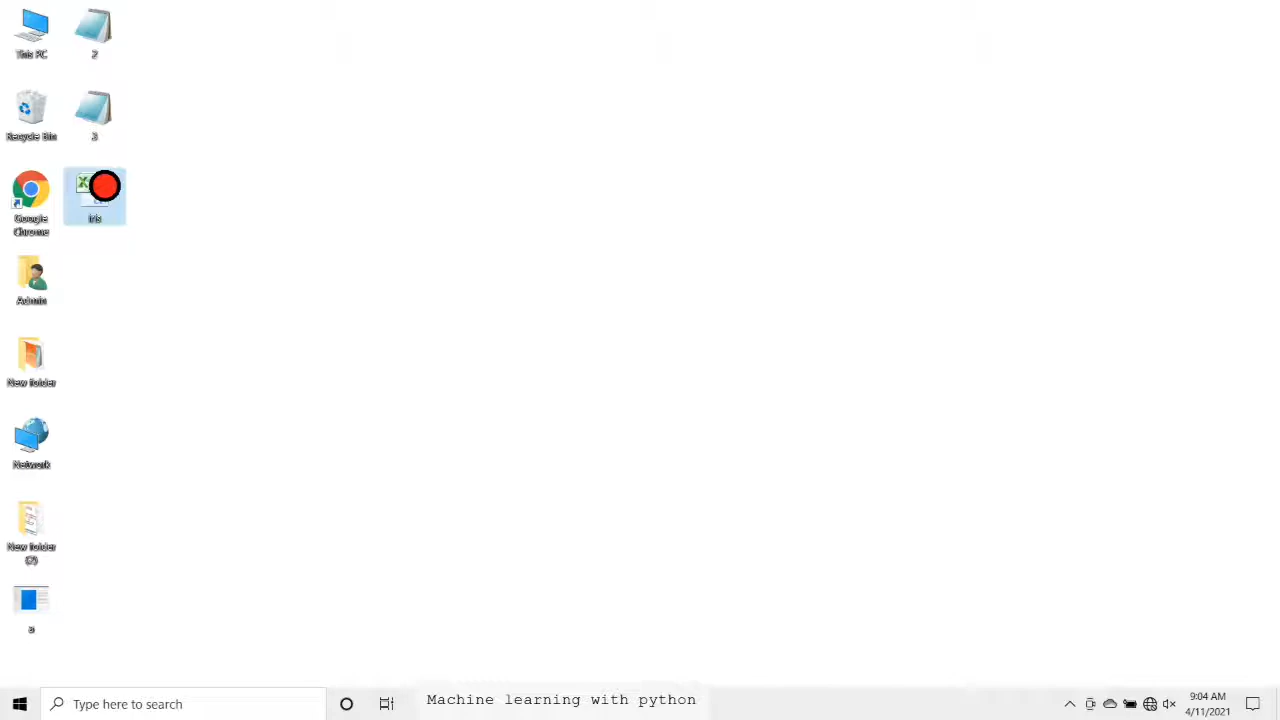 This PC
2
Recycle Bin
3
Google
Chrome
iris
Admin
New folder
Network
New folder
(2)
a
Type here to search
Machine learning with python
9:04 AM
4/11/2021